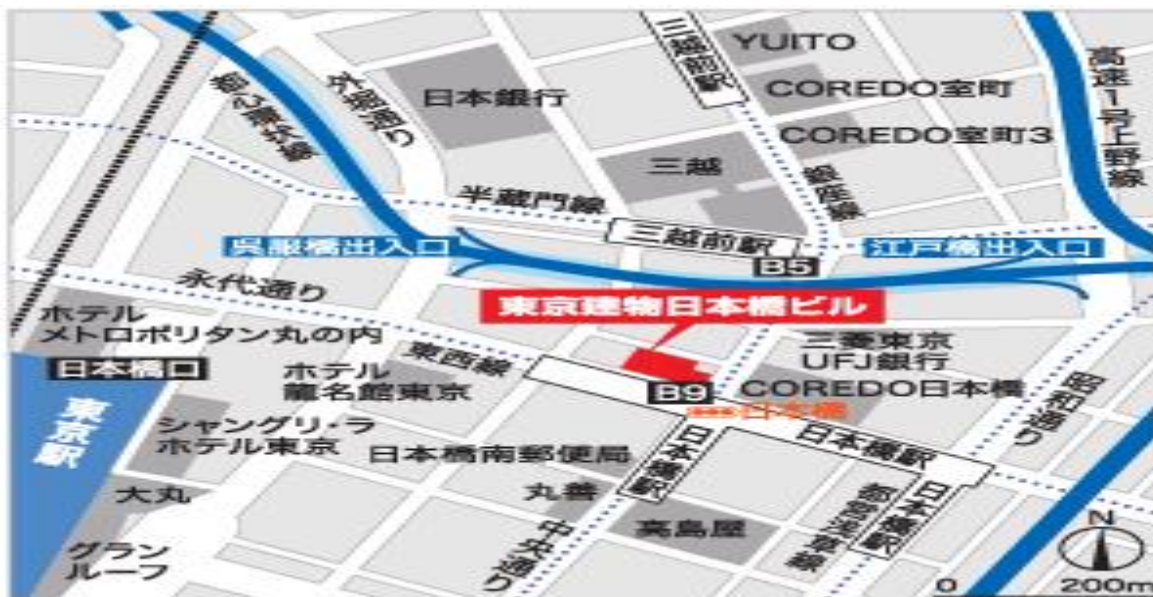 YUITO
三越前駅
高速1号上野線
外堀通り
日本銀行
COREDO室町
都心環状線
COREDO室町3
三越
銀座線
半蔵門線
三越前駅
呉服橋出入口
江戸橋出入口
B5
永代通り
東京建物日本橋ビル
ホテル
メトロポリタン丸の内
三菱東京
UFJ銀行
東西線
日本橋口
ホテル
龍名館東京
B9
COREDO日本橋
昭和通り
日本橋
東京駅
シャングリ・ラ
ホテル東京
日本橋南郵便局
日本橋駅
日本橋駅
大丸
丸善
日本橋駅
都営浅草線
高島屋
中央通り
グラン
ルーフ
N
0
200m